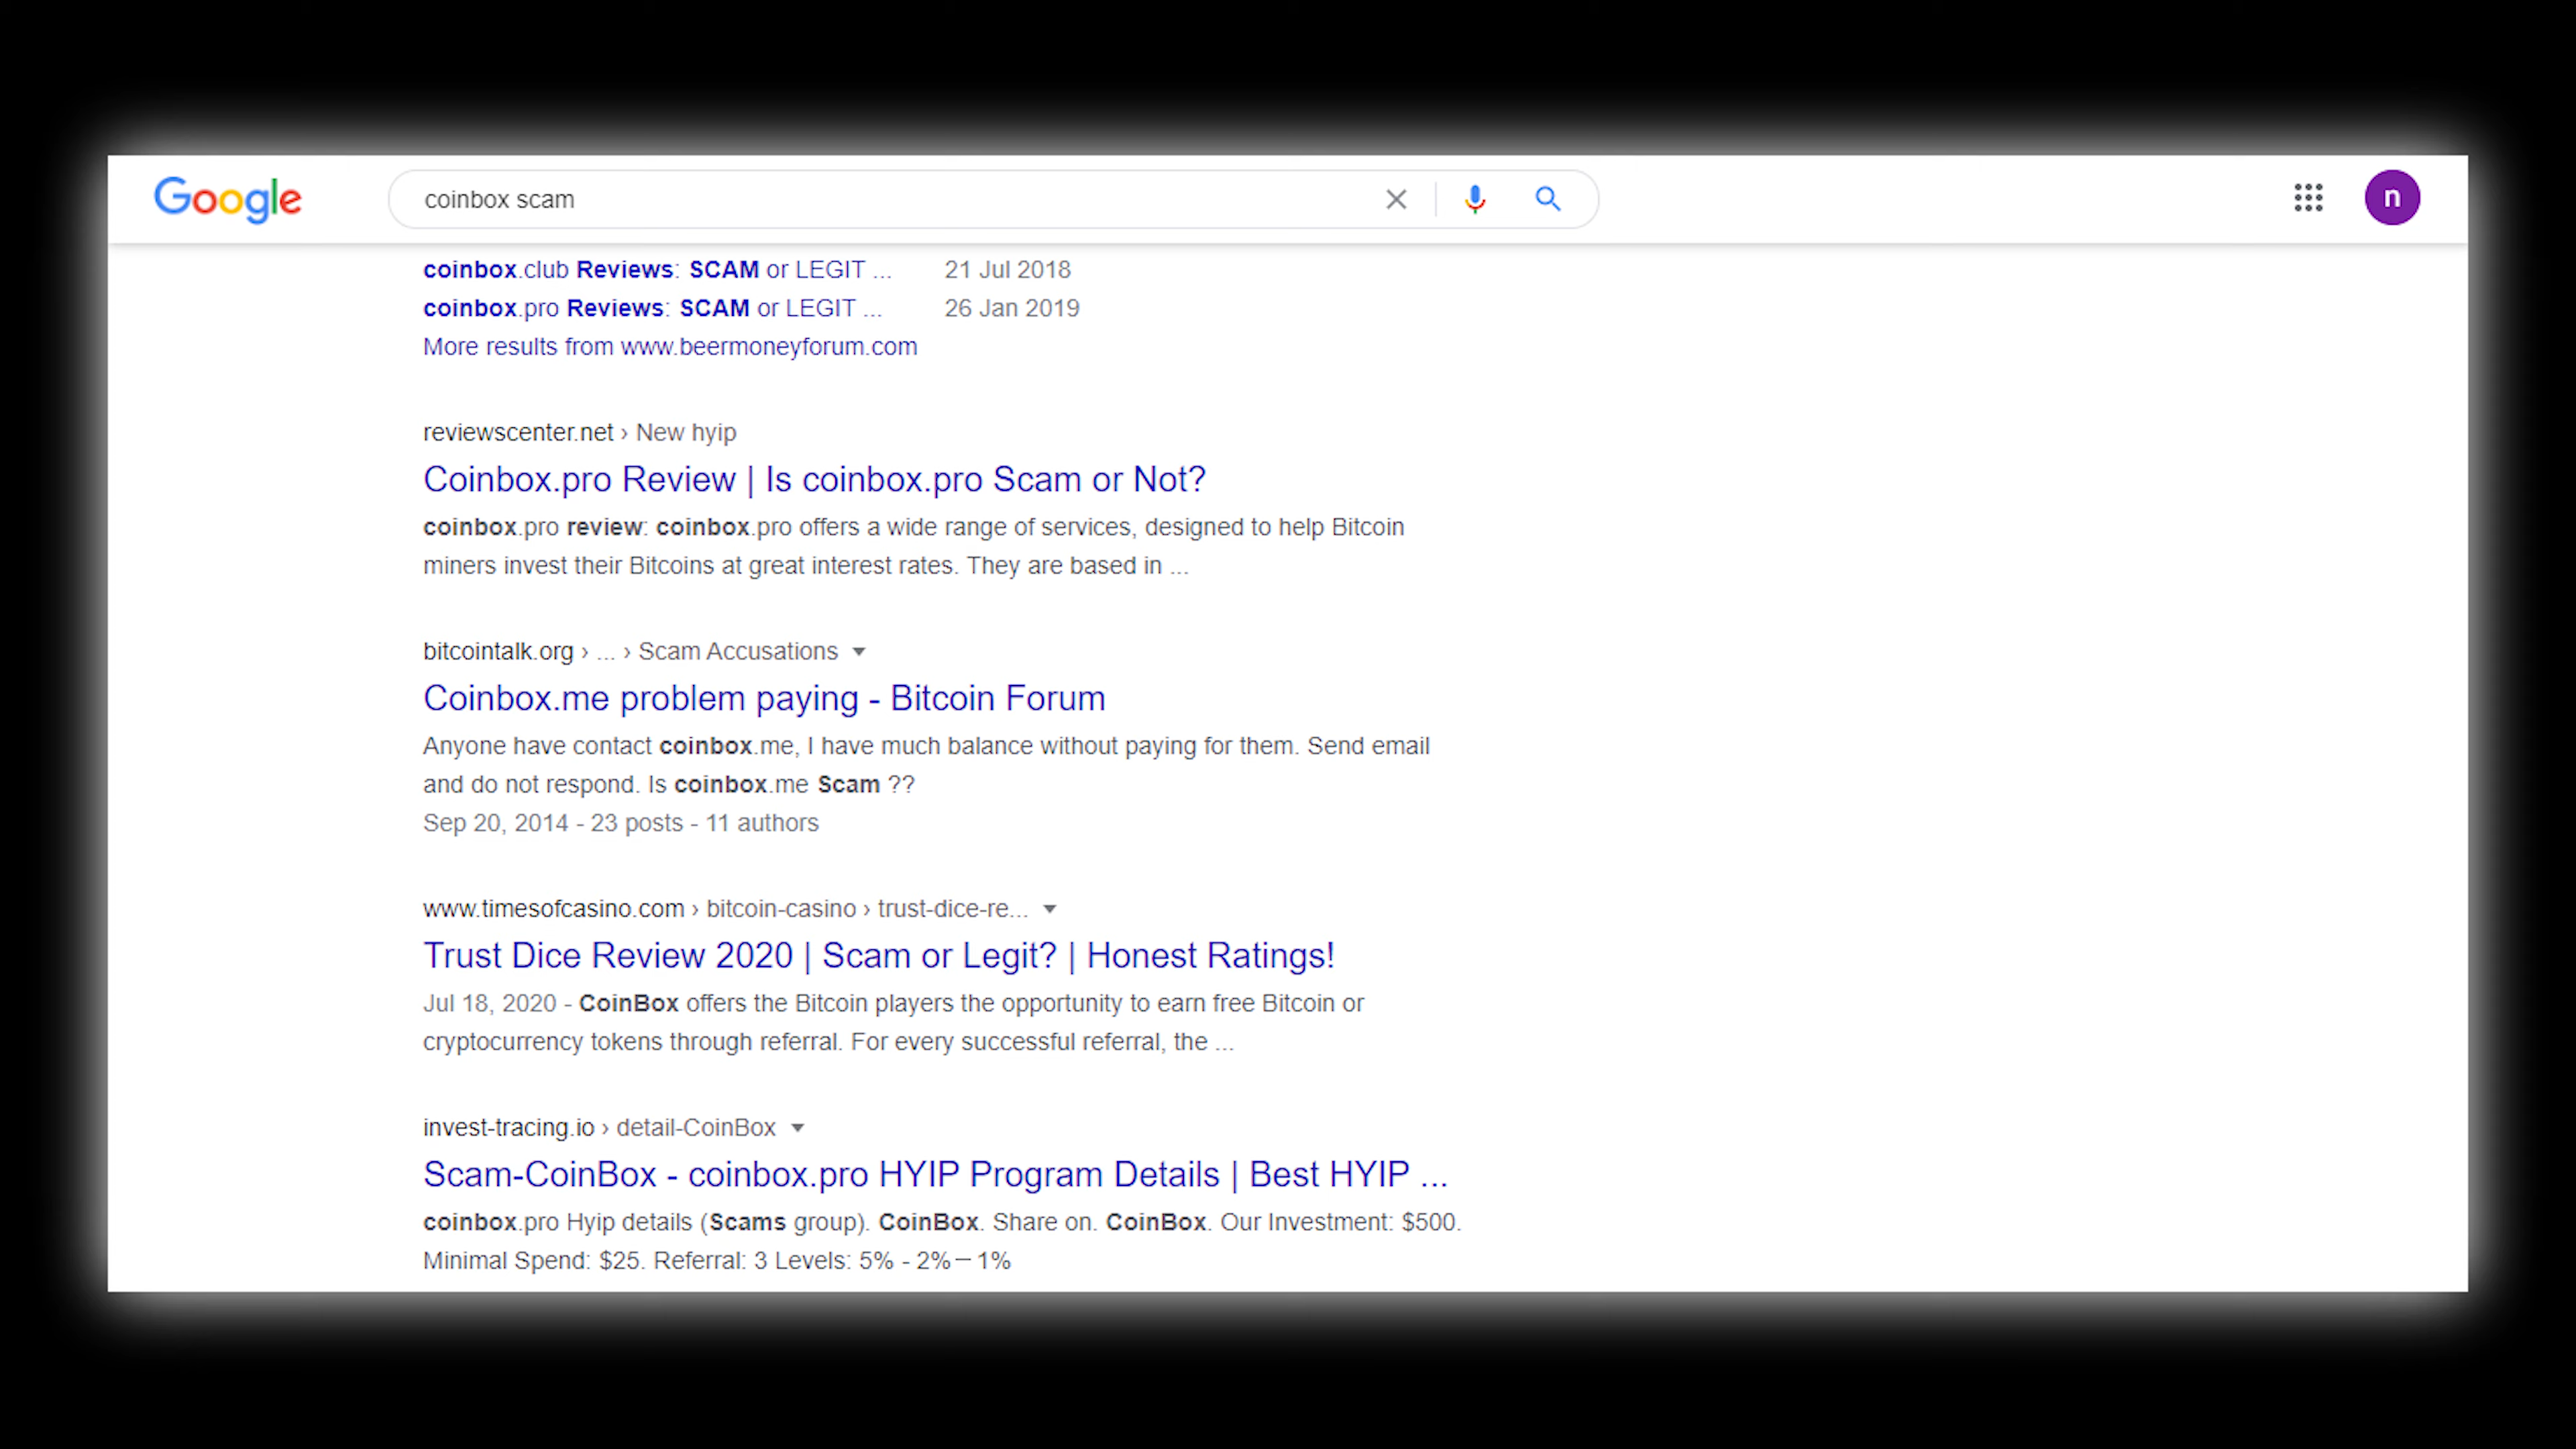 Google
coinbox scam
n
coinbox.club Reviews: SCAM or LEGIT ... 21 Jul 2018
coinbox.pro Reviews: SCAM or LEGIT ... 26 Jan 2019
More results from www.beermoneyforum.com
reviewscenter.net › New hyip
Coinbox.pro Review | Is coinbox.pro Scam or Not?
coinbox.pro review: coinbox.pro offers a wide range of services, designed to help Bitcoin
miners invest their Bitcoins at great interest rates. They are based in ...
bitcointalk.org › ... › Scam Accusations
Coinbox.me problem paying - Bitcoin Forum
Anyone have contact coinbox.me, I have much balance without paying for them. Send email
and do not respond. Is coinbox.me Scam ??
Sep 20, 2014 - 23 posts - 11 authors
www.timesofcasino.com › bitcoin-casino › trust-dice-re...
Trust Dice Review 2020 | Scam or Legit? | Honest Ratings!
Jul 18, 2020 - CoinBox offers the Bitcoin players the opportunity to earn free Bitcoin or
cryptocurrency tokens through referral. For every successful referral, the ...
invest-tracing.io › detail-CoinBox
Scam-CoinBox - coinbox.pro HYIP Program Details | Best HYIP ...
coinbox.pro Hyip details (Scams group). CoinBox. Share on. CoinBox. Our Investment: $500.
Minimal Spend: $25. Referral: 3 Levels: 5% - 2%－1%